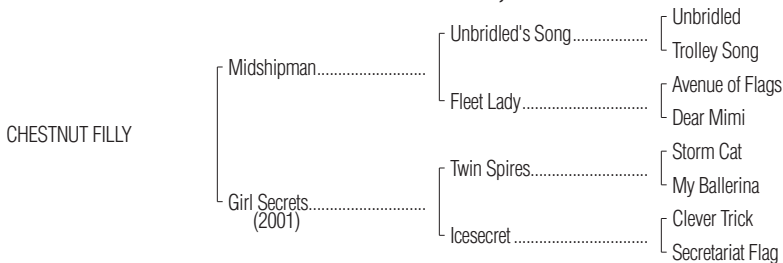 Unbridled
Unbridled's Song..................
Trolley Song
Midshipman..........................
Avenue of Flags
Fleet Lady..............................
Dear Mimi
CHESTNUT FILLY
Storm Cat
Twin Spires............................
My Ballerina
Girl Secrets............................
(2001)
Clever Trick
Icesecret ................................
Secretariat Flag